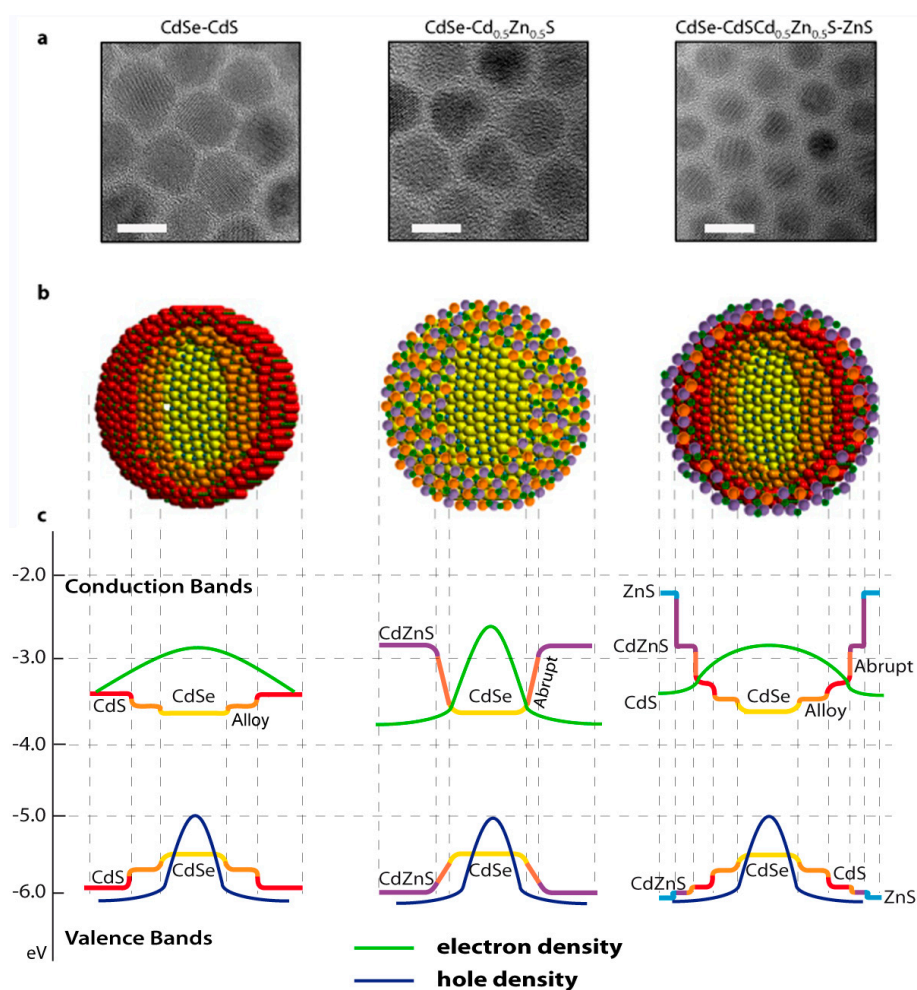 CdSe-CdS
CdSe-Cd0.5Zn0.5S
CdSe-CdSCd0.5Zn0.5S-ZnS
a
b
c
-2.0
Conduction Bands
ZnS
CdZnS
CdZnS
-3.0
Abrupt
Abrupt
CdS
CdSe
Alloy
CdSe
CdS
CdSe
Alloy
-4.0
-5.0
CdS
CdSe
CdSe
CdZnS
CdSe
CdS
-6.0
ZnS
Valence Bands
eV
electron density
hole density